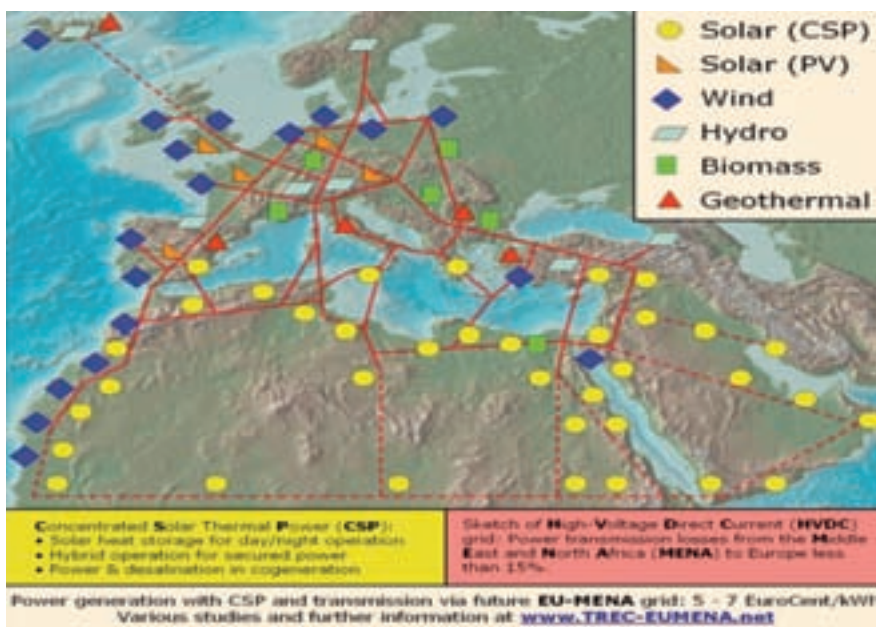 Solar (CSP)
Solar (PV)
Wind
Hydro
Biomass
Geothermal
Concentrated Solar Thermal Power (CSP):
• Solar heat storage for day/night operation
• Hybrid operation for secured power
• Power & desalination in cogeneration
Sketch of High-Voltage Direct Current (HVDC)
grid: Power transmission losses from the Middle
East and North Africa (MENA) to Europe less
than 15%.
Power generation with CSP and transmission via future EU-MENA grid: 5 - 7 EuroCent/kWh
Various studies and further information at www.TREC-EUMENA.net